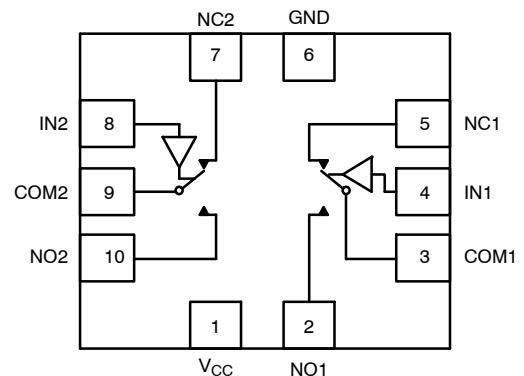 NC2 GND
7 6
IN2 8 5 NC1
COM2 9 4 IN1
NO2 10 3 COM1
1 2
VCC NO1